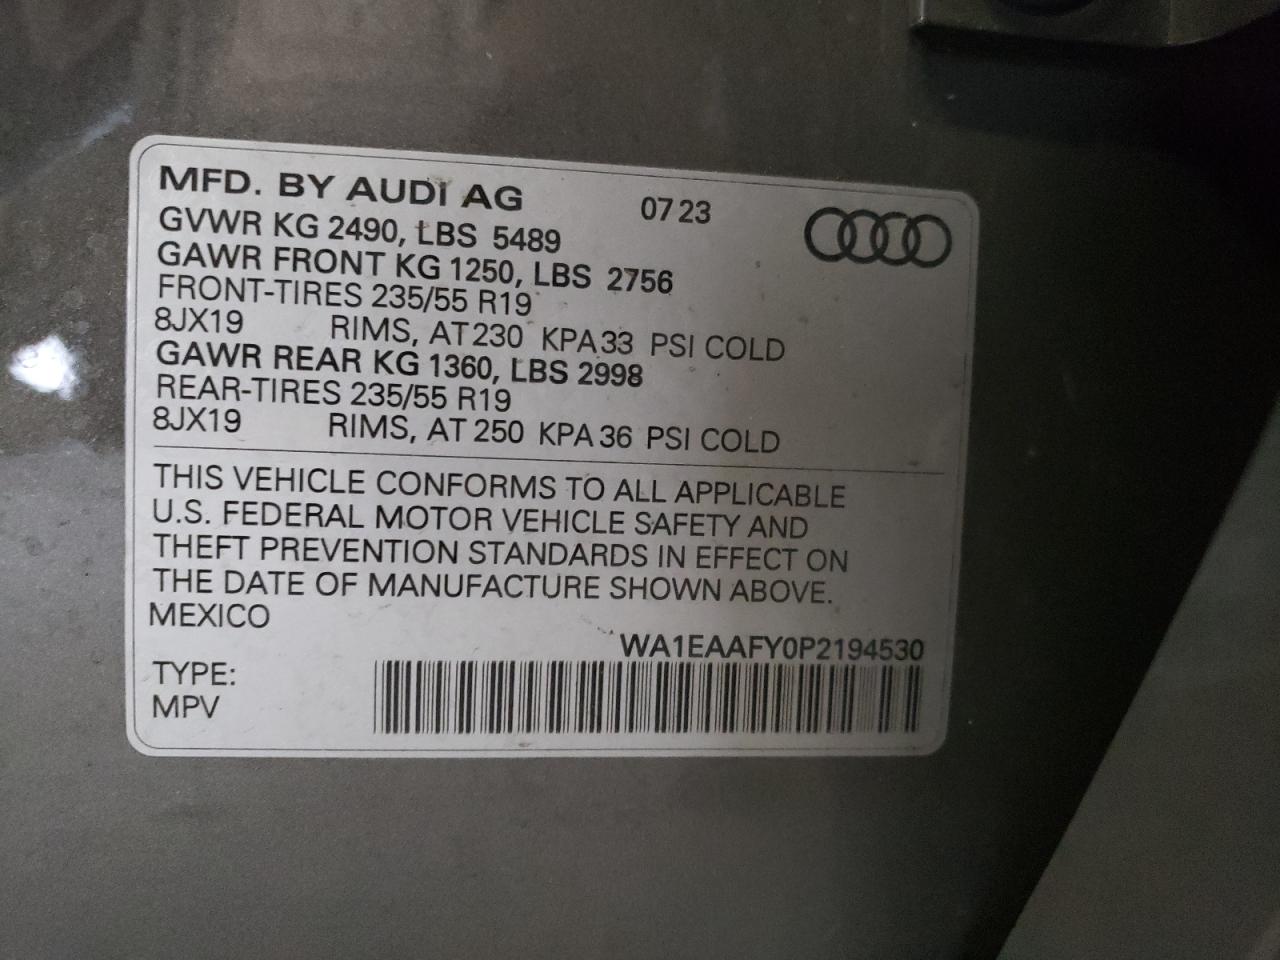 MFD. BY AUDI AG 07 23
GVWR KG 2490, LBS 5489
GAWR FRONT KG 1250, LBS 2756
FRONT-TIRES 235/55 R19
8JX19 RIMS, AT 230 KPA 33 PSI COLD
GAWR REAR KG 1360, LBS 2998
REAR-TIRES 235/55 R19
8JX19 RIMS, AT 250 KPA 36 PSI COLD
THIS VEHICLE CONFORMS TO ALL APPLICABLE
U.S. FEDERAL MOTOR VEHICLE SAFETY AND
THEFT PREVENTION STANDARDS IN EFFECT ON
THE DATE OF MANUFACTURE SHOWN ABOVE.
MEXICO
WA1EAAFY0P2194530
TYPE:
MPV